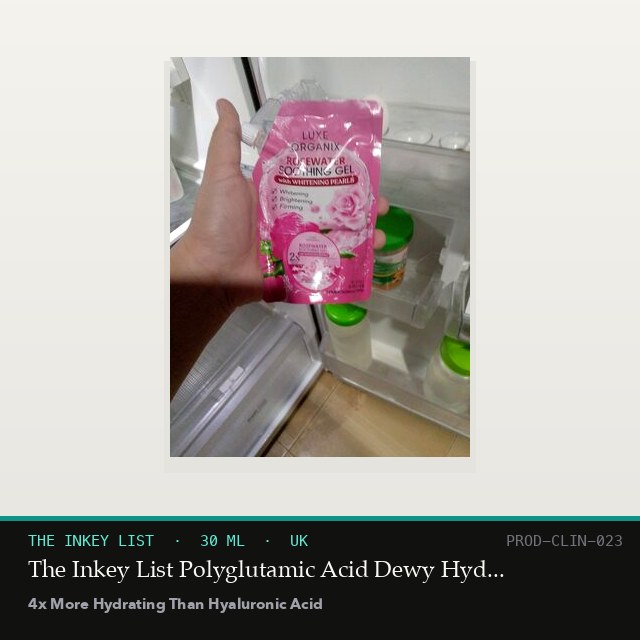 LUXE
ORGANIX
ROSEWATER
SOOTHING GEL
with WHITENING PEARLS
Whitening
Brightening
Firming
ROSEWATER
THE INKEY LIST · 30 ML · UK
PROD–CLIN–023
The Inkey List Polyglutamic Acid Dewy Hyd...
4x More Hydrating Than Hyaluronic Acid